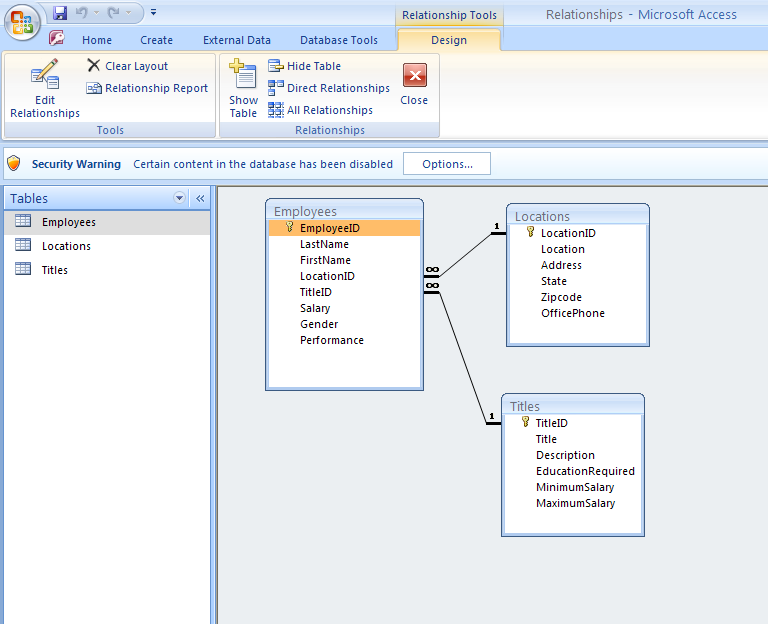 Relationship Tools
Relationships - Microsoft Access
Home Create External Data Database Tools Design
Edit Relationships
Clear Layout
Relationship Report
Tools
Show Table
Hide Table
Direct Relationships
All Relationships
Close
Relationships
Security Warning Certain content in the database has been disabled Options...
Tables «
Employees
Locations
Titles
Employees
EmployeeID
LastName
FirstName
LocationID
TitleID
Salary
Gender
Performance
∞
∞
1
Locations
LocationID
Location
Address
State
Zipcode
OfficePhone
1
Titles
TitleID
Title
Description
EducationRequired
MinimumSalary
MaximumSalary